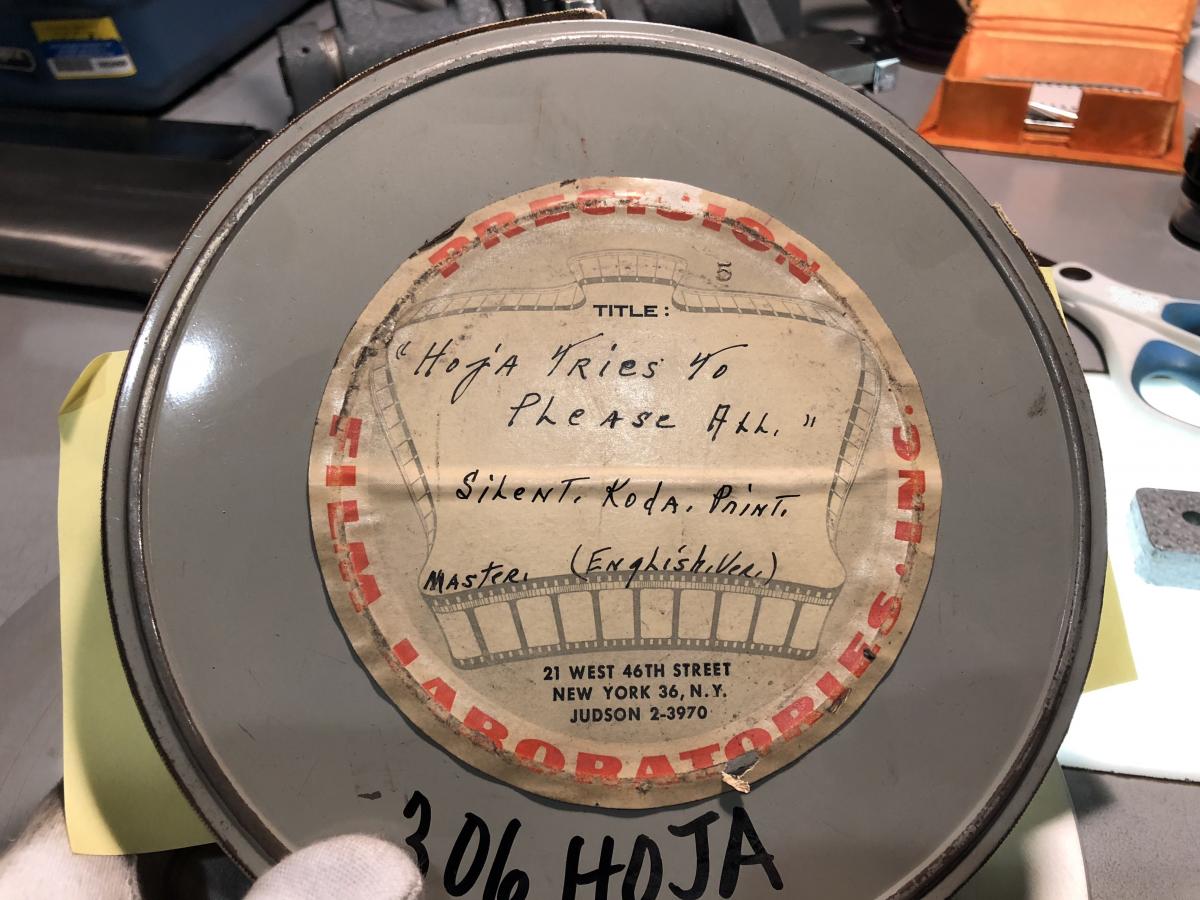 PRECISION
FILM LABORATORIES, INC.
5
TITLE:
"Hoja Tries To
Please All."
Silent. Koda. Print.
Master. (English.Ver.)
21 WEST 46TH STREET
NEW YORK 36, N.Y.
JUDSON 2-3970
306 HOJA